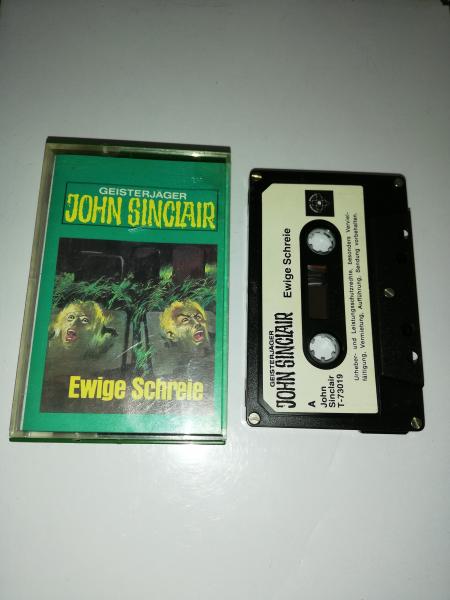 GEISTERJÄGER
JOHN SINCLAIR
Ewige Schreie
Ewige Schreie
GEISTERJÄGER
JOHN SINCLAIR
A
John
Sinclair
T-73019
Urheber- und Leistungsschutzrechte, besonders Verviel-
fältigung, Vermietung, Aufführung, Sendung vorbehalten.